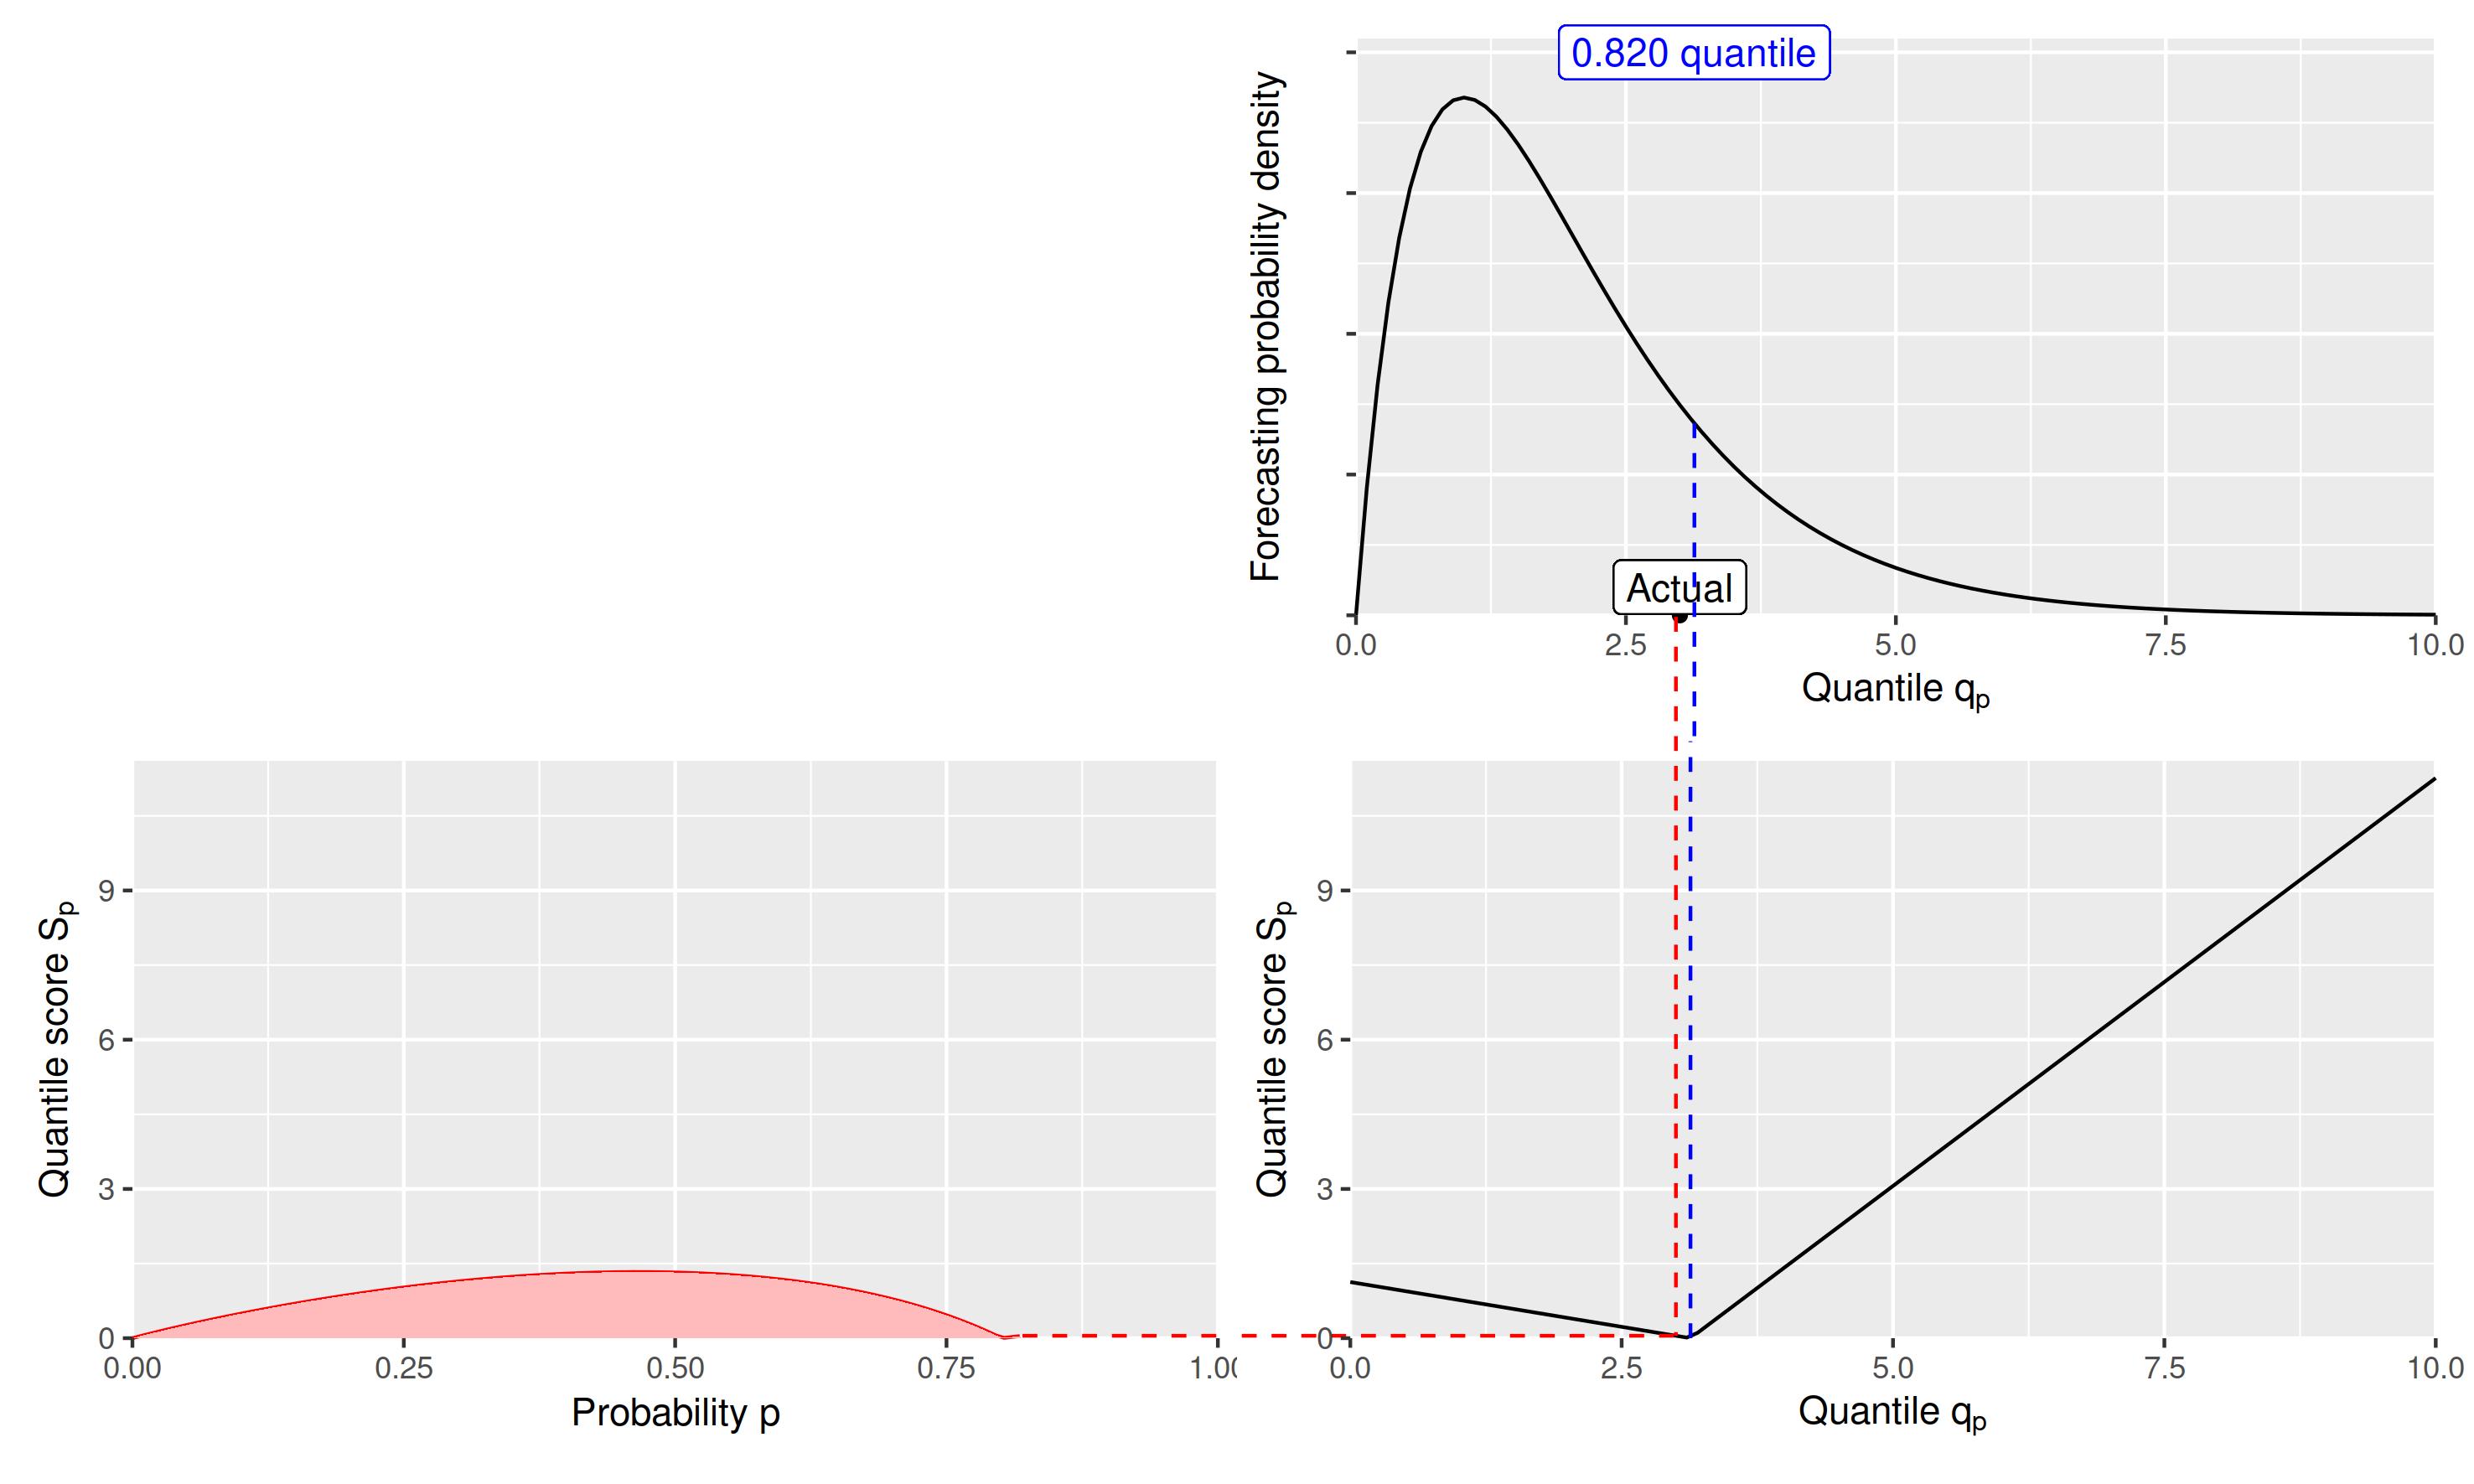 0.820 quantile
Forecasting probability density
Actual
0.0 2.5 5.0 7.5 10.0
Quantile qp
Quantile score Sp
9
6
3
0
0.00 0.25 0.50 0.75 1.0
Probability p
Quantile score Sp
9
6
3
0
0.0 2.5 5.0 7.5 10.0
Quantile qp